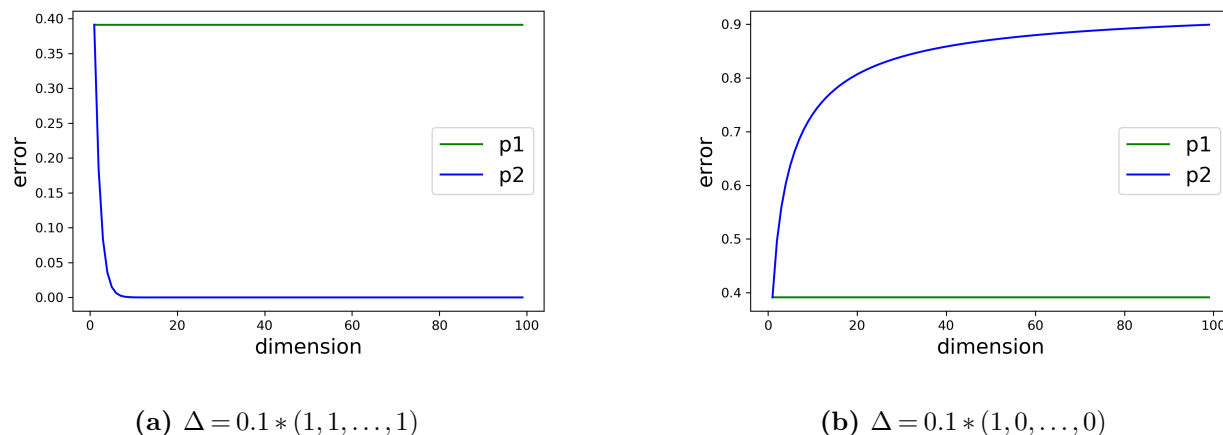 0.40
0.35
0.30
0.25
0.20
0.15
0.10
0.05
0.00
error
0 20 40 60 80 100
dimension
p1
p2
(a) Δ = 0.1 ∗ (1, 1, . . . , 1)
0.9
0.8
0.7
0.6
0.5
0.4
error
0 20 40 60 80 100
dimension
p1
p2
(b) Δ = 0.1 ∗ (1, 0, . . . , 0)